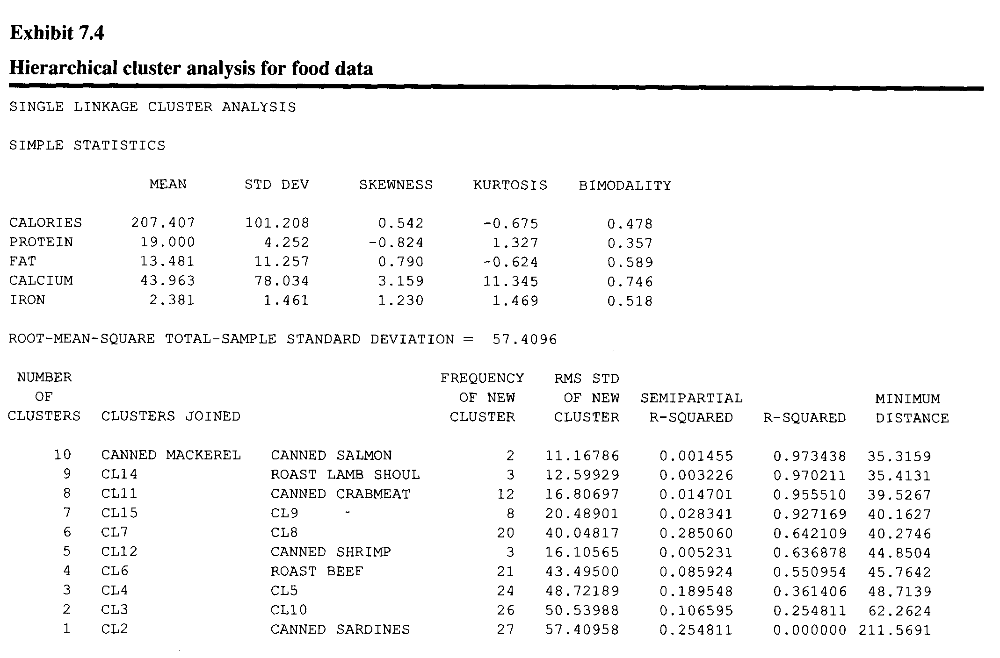 Exhibit 7.4
Hierarchical cluster analysis for food data
SINGLE LINKAGE CLUSTER ANALYSIS
SIMPLE STATISTICS
MEAN STD DEV SKEWNESS KURTOSIS BIMODALITY
CALORIES 207.407 101.208 0.542 -0.675 0.478
PROTEIN 19.000 4.252 -0.824 1.327 0.357
FAT 13.481 11.257 0.790 -0.624 0.589
CALCIUM 43.963 78.034 3.159 11.345 0.746
IRON 2.381 1.461 1.230 1.469 0.518
ROOT-MEAN-SQUARE TOTAL-SAMPLE STANDARD DEVIATION = 57.4096
NUMBER FREQUENCY RMS STD
OF OF NEW OF NEW SEMIPARTIAL MINIMUM
CLUSTERS CLUSTERS JOINED CLUSTER CLUSTER R-SQUARED R-SQUARED DISTANCE
10 CANNED MACKEREL CANNED SALMON 2 11.16786 0.001455 0.973438 35.3159
9 CL14 ROAST LAMB SHOUL 3 12.59929 0.003226 0.970211 35.4131
8 CL11 CANNED CRABMEAT 12 16.80697 0.014701 0.955510 39.5267
7 CL15 CL9 8 20.48901 0.028341 0.927169 40.1627
6 CL7 CL8 20 40.04817 0.285060 0.642109 40.2746
5 CL12 CANNED SHRIMP 3 16.10565 0.005231 0.636878 44.8504
4 CL6 ROAST BEEF 21 43.49500 0.085924 0.550954 45.7642
3 CL4 CL5 24 48.72189 0.189548 0.361406 48.7139
2 CL3 CL10 26 50.53988 0.106595 0.254811 62.2624
1 CL2 CANNED SARDINES 27 57.40958 0.254811 0.000000 211.5691